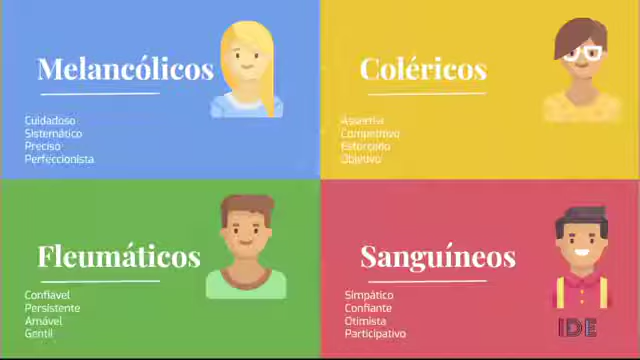 Melancólicos
Cuidadoso
Sistemático
Preciso
Perfeccionista
Coléricos
Assertivo
Competitivo
Esforçado
Objetivo
Fleumáticos
Confiável
Persistente
Amável
Gentil
Sanguíneos
Simpático
Confiante
Otimista
Participativo
IDE